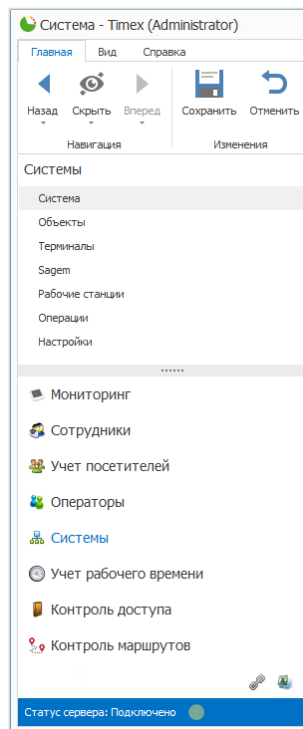 Система - Timex (Administrator)
Главная Вид Справка
Назад Скрыть Вперед Сохранить Отменить
Навигация Изменения
Системы
Система
Объекты
Терминалы
Sagem
Рабочие станции
Операции
Настройки
Мониторинг
Сотрудники
Учет посетителей
Операторы
Системы
Учет рабочего времени
Контроль доступа
Контроль маршрутов
Статус сервера: Подключено